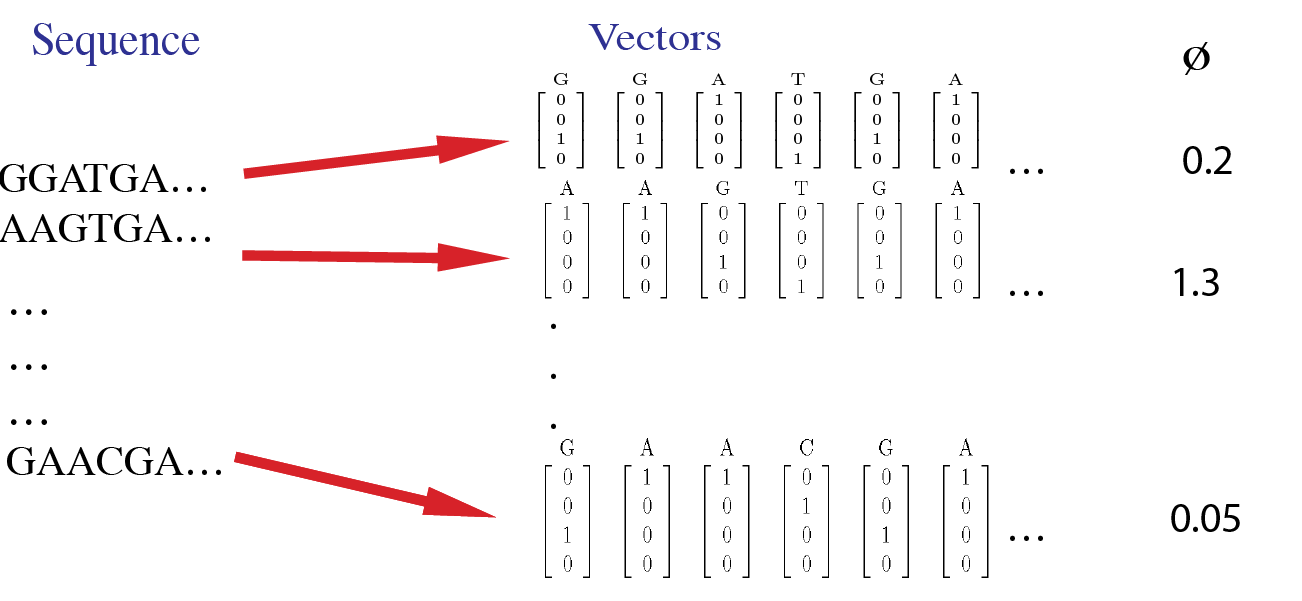 Sequence Vectors ø
G G A T G A
0 0 1 0 0 1
0 0 0 0 0 0
1 1 0 0 1 0
0 0 0 1 0 0
GGATGA… … 0.2
A A G T G A
1 1 0 0 0 1
0 0 0 0 0 0
0 0 1 0 1 0
0 0 0 1 0 0
AAGTGA… … 1.3
… .
… .
… .
G A A C G A
0 1 1 0 0 1
0 0 0 1 0 0
1 0 0 0 1 0
0 0 0 0 0 0
GAACGA… … 0.05